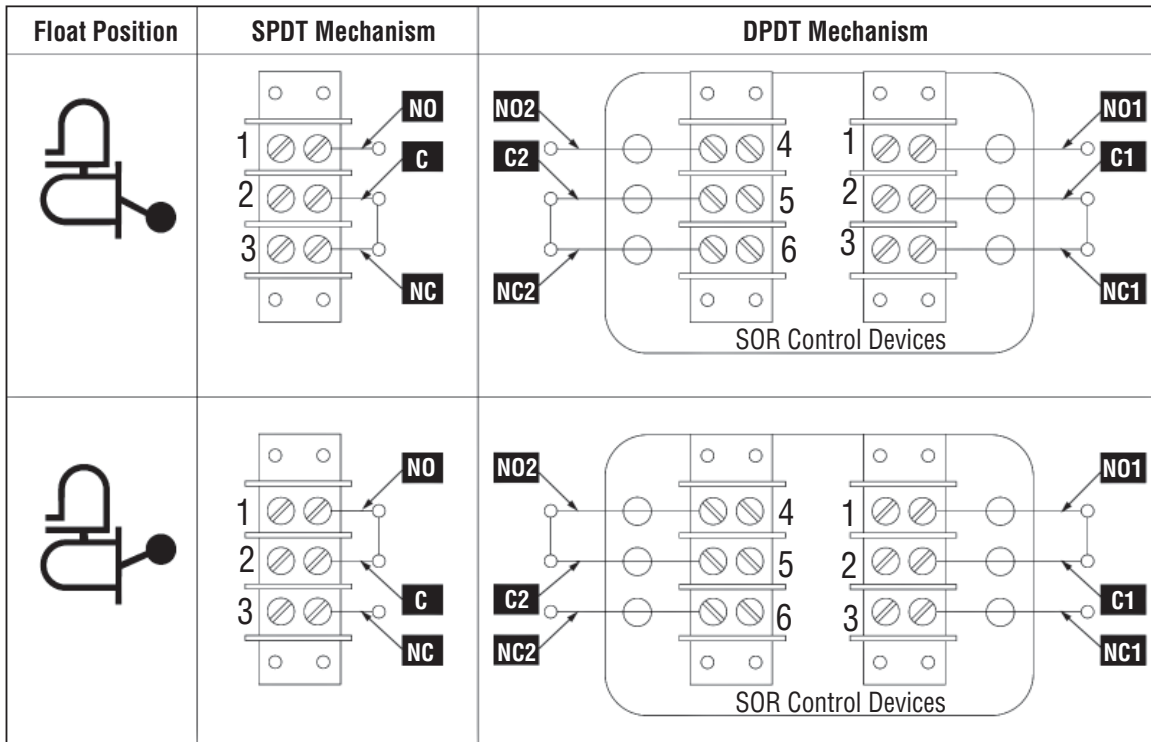 Float Position
SPDT Mechanism
DPDT Mechanism
NO
1
C
2
3
NC
NO2
4
1
NO1
C2
C1
5
2
6
3
NC2
NC1
SOR Control Devices
NO
1
2
C
3
NC
NO2
4
1
NO1
5
2
C2
C1
6
3
NC2
NC1
SOR Control Devices